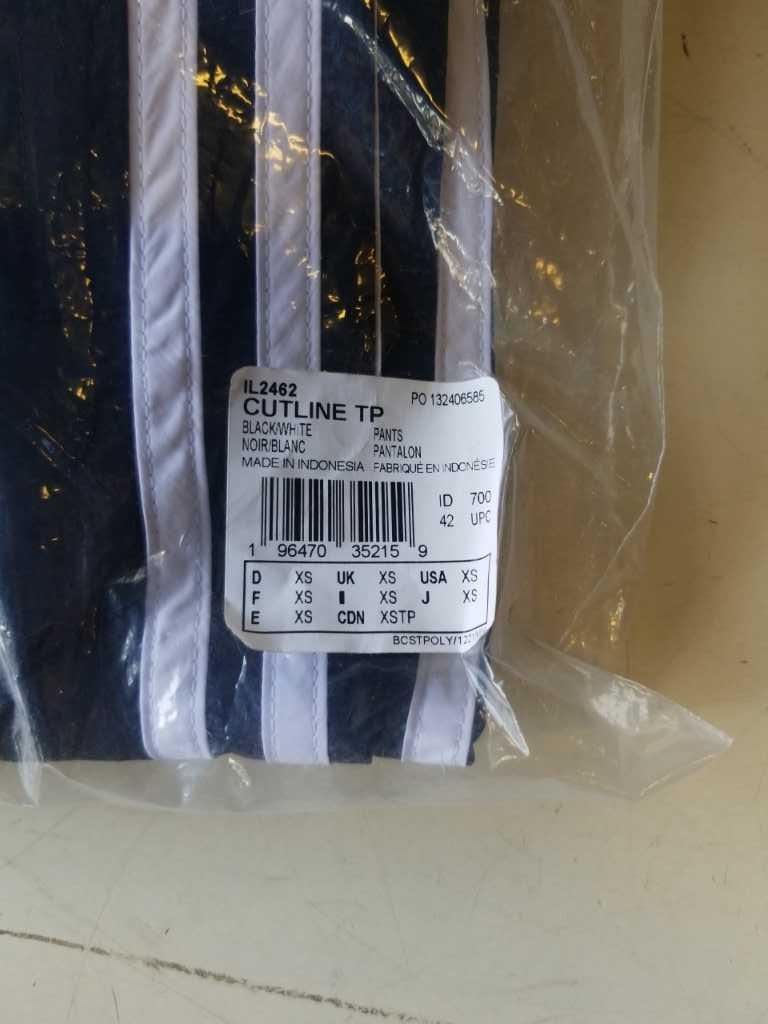 IL2462
PO 132406585
CUTLINE TP
BLACK/WHITE PANTS
NOIR/BLANC PANTALON
MADE IN INDONESIA FABRIQUÉ EN INDONÉSIE
ID 700
42 UPC
1 96470 35215 9
D XS UK XS USA XS
F XS I XS J XS
E XS CDN XSTP